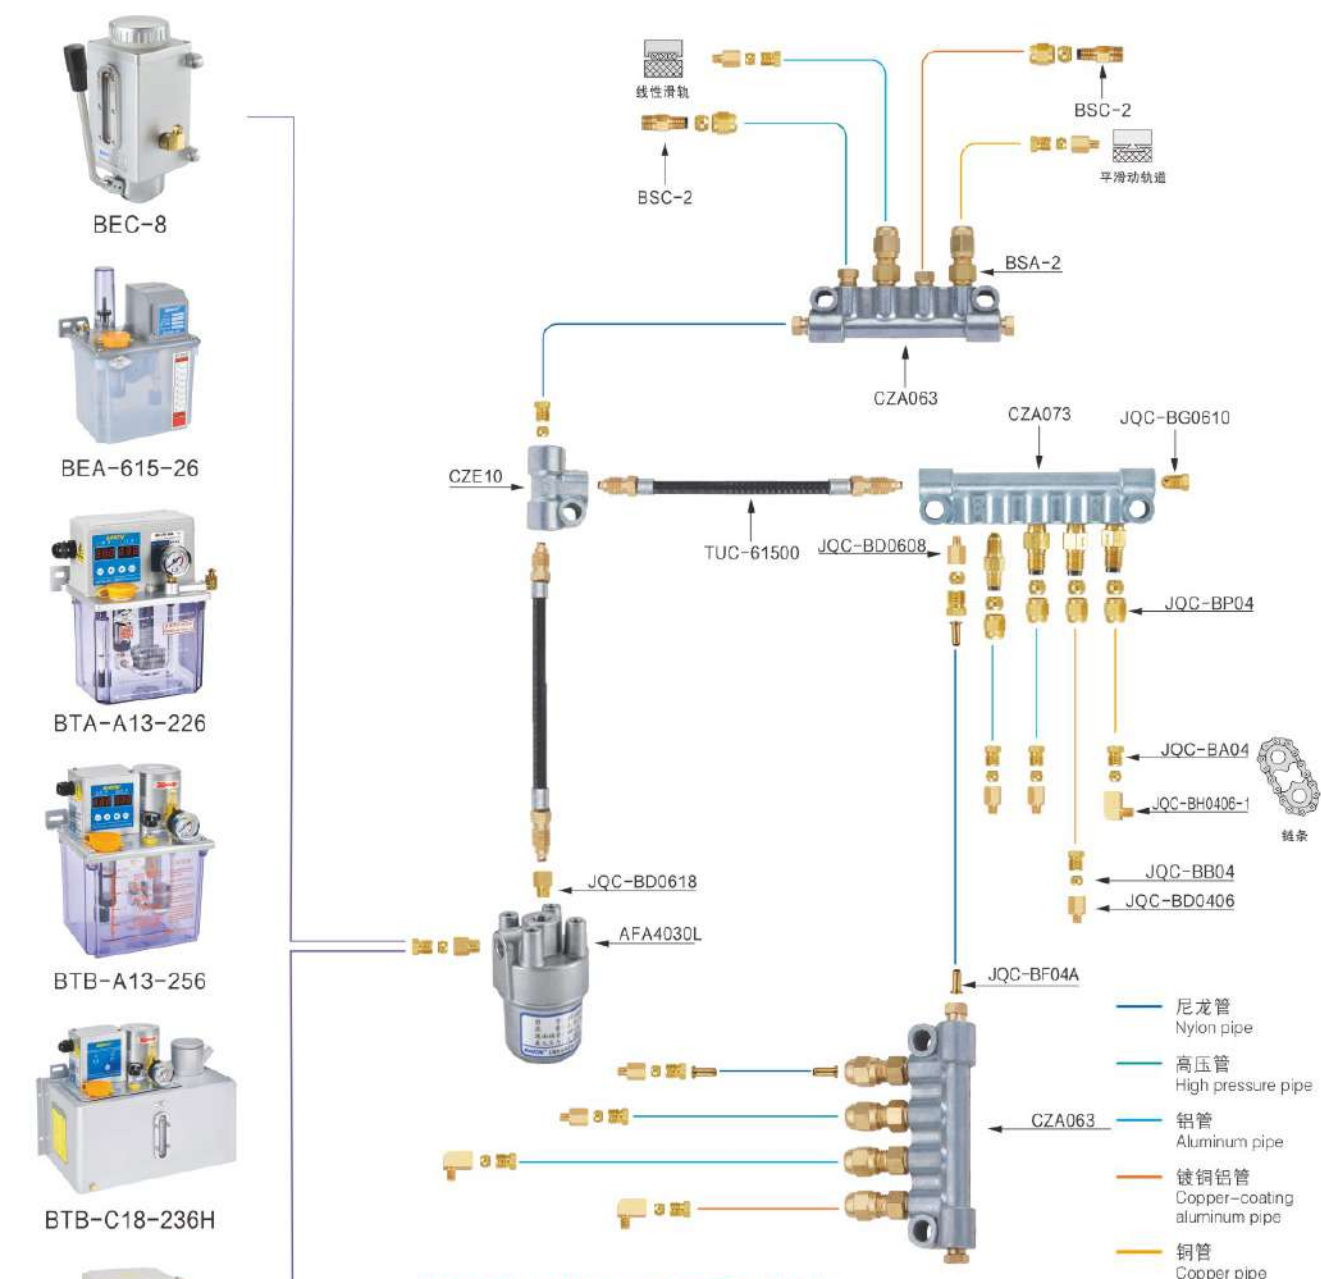 BEC-8
BEA-615-26
BTA-A13-226
BTB-A13-256
BTB-C18-236H
线性滑轨
BSC-2
BSC-2
平滑动轨道
BSA-2
CZA063
CZE10
TUC-61500
CZA073
JQC-BG0610
JQC-BD0608
JQC-BP04
JQC-BA04
JQC-BH0406-1
链条
JQC-BB04
JQC-BD0406
JQC-BD0618
AFA4030L
JQC-BF04A
CZA063
尼龙管
Nylon pipe
高压管
High pressure pipe
铝管
Aluminum pipe
镀铜铝管
Copper-coating
aluminum pipe
铜管
Copper pipe